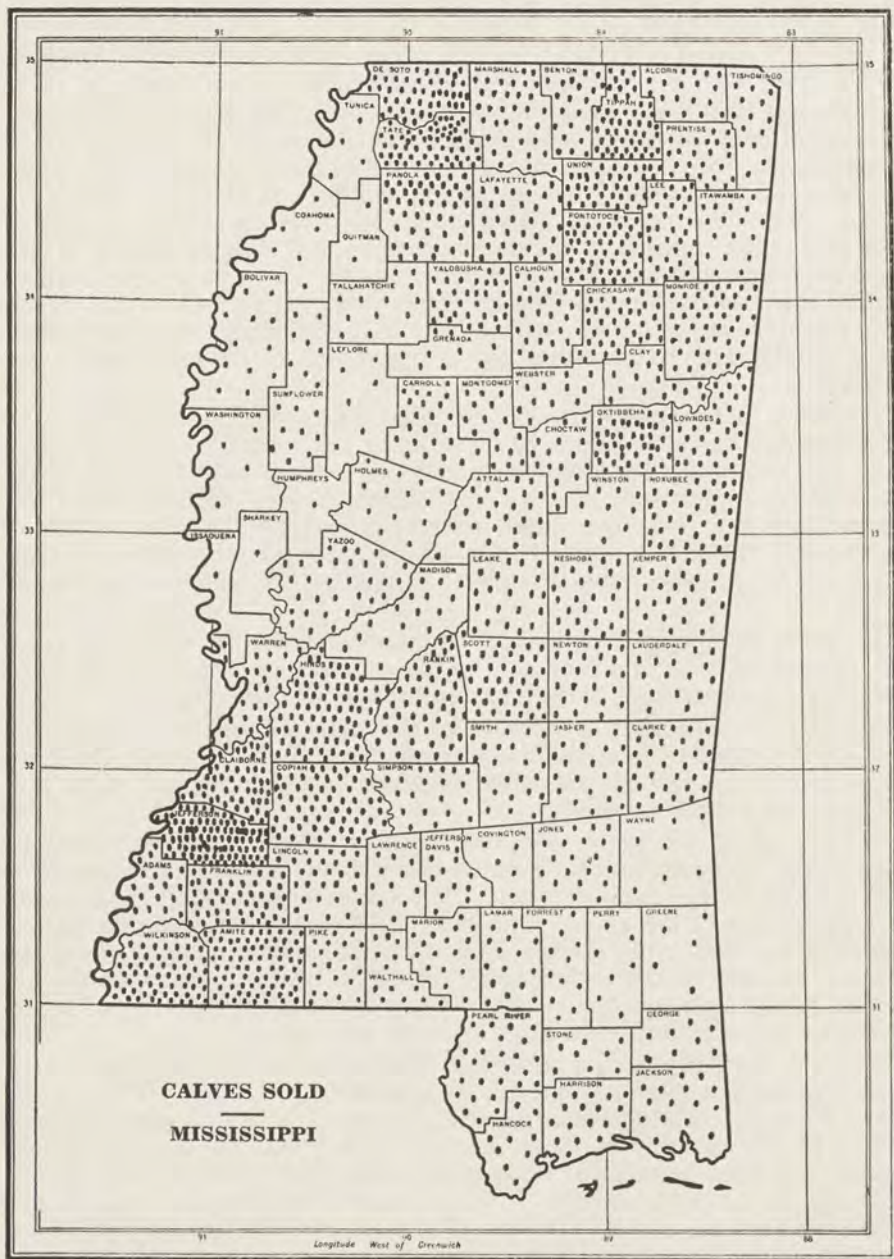 91 90 89 88
35 DE SOTO MARSHALL BENTON ALCORN TISHOMINGO 35
TUNICA TIPPAH
TATE PRENTISS
PANOLA LAFAYETTE UNION LEE ITAWAMBA
COAHOMA PONTOTOC
QUITMAN
BOLIVAR TALLAHATCHIE YALOBUSHA CALHOUN CHICKASAW MONROE
34 34
LEFLORE GRENADA CLAY
SUNFLOWER CARROLL MONTGOMERY WEBSTER
WASHINGTON CHOCTAW OKTIBBEHA LOWNDES
HUMPHREYS HOLMES ATTALA WINSTON NOXUBEE
33 SHARKEY 33
ISSAQUENA YAZOO
MADISON LEAKE NESHOBA KEMPER
WARREN HINDS RANKIN SCOTT NEWTON LAUDERDALE
SMITH JASPER CLARKE
32 CLAIBORNE COPIAH SIMPSON 32
JEFFERSON LINCOLN LAWRENCE JEFFERSON COVINGTON JONES WAYNE
DAVIS
ADAMS FRANKLIN
WILKINSON AMITE PIKE MARION LAMAR FORREST PERRY GREENE
WALTHALL
31 31
PEARL RIVER GEORGE
STONE
HARRISON JACKSON
HANCOCK
CALVES SOLD
MISSISSIPPI
91 90 89 88
Longitude West of Greenwich